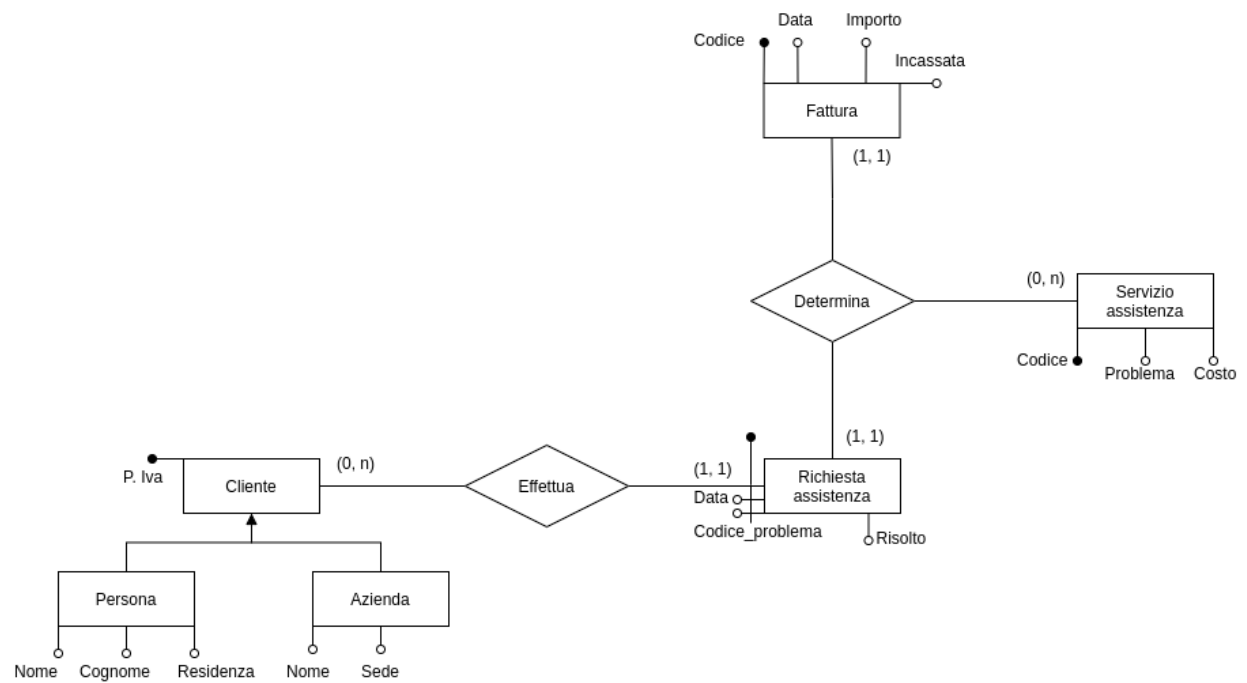 Data
Importo
Codice
Incassata
Fattura
(1, 1)
Determina
(0, n)
Servizio
assistenza
Codice
Problema
Costo
(1, 1)
P. Iva
Cliente
(0, n)
Effettua
(1, 1)
Richiesta
assistenza
Data
Codice_problema
Risolto
Persona
Azienda
Nome
Cognome
Residenza
Nome
Sede